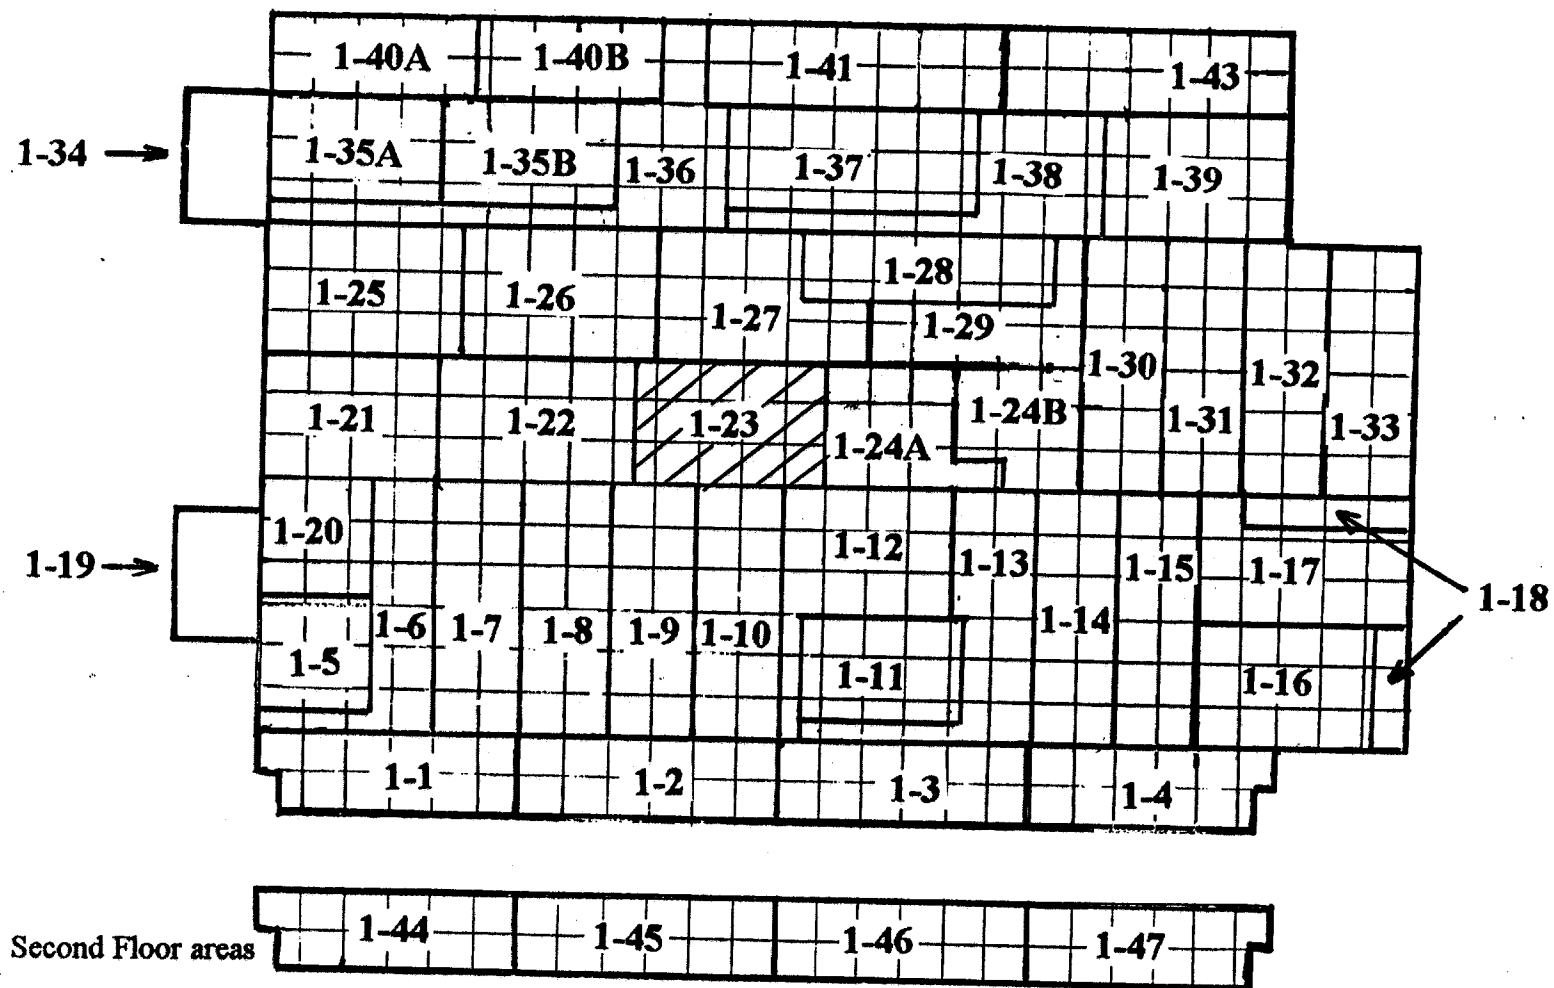 1-40A 1-40B 1-41 1-43
1-34 1-35A 1-35B 1-36 1-37 1-38 1-39
1-25 1-26 1-27 1-28
1-29
1-30 1-31 1-32 1-33
1-21 1-22 1-23 1-24A 1-24B
1-19 1-20 1-12 1-13 1-15 1-17 1-18
1-5 1-6 1-7 1-8 1-9 1-10 1-11 1-14 1-16
1-1 1-2 1-3 1-4
Second Floor areas 1-44 1-45 1-46 1-47